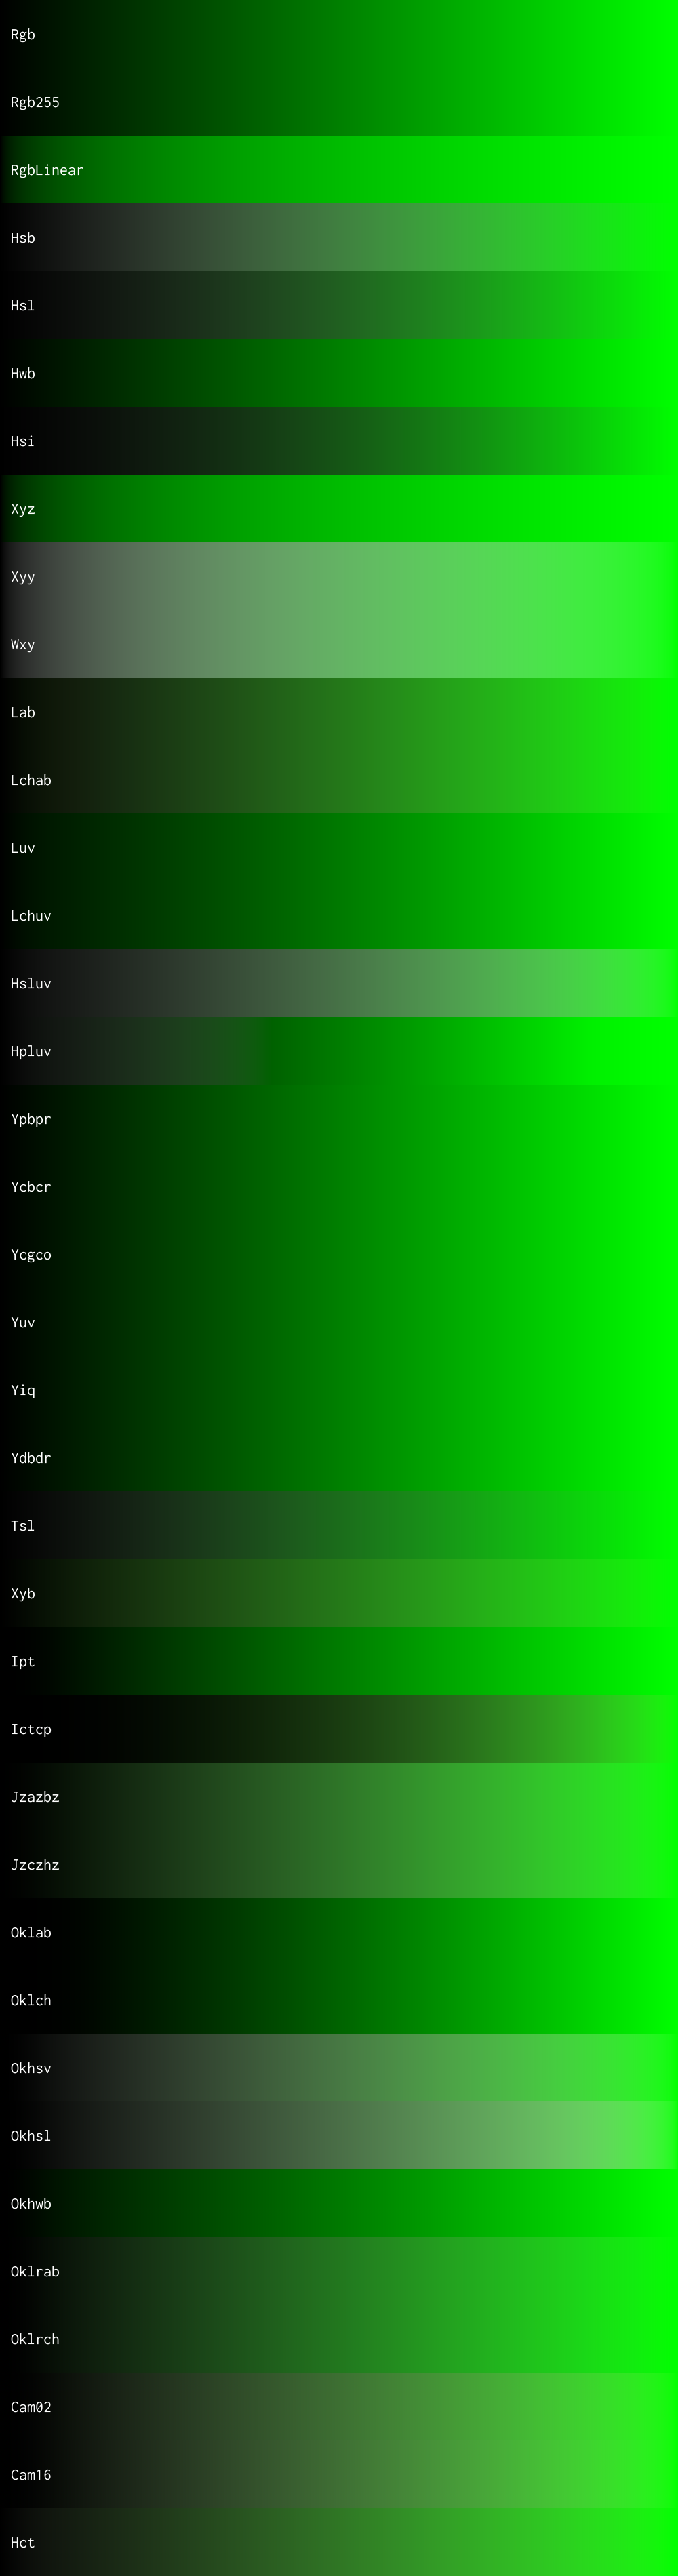 Rgb
Rgb255
RgbLinear
Hsb
Hsl
Hwb
Hsi
Xyz
Xyy
Wxy
Lab
Lchab
Luv
Lchuv
Hsluv
Hpluv
Ypbpr
Ycbcr
Ycgco
Yuv
Yiq
Ydbdr
Tsl
Xyb
Ipt
Ictcp
Jzazbz
Jzczhz
Oklab
Oklch
Okhsv
Okhsl
Okhwb
Oklrab
Oklrch
Cam02
Cam16
Hct